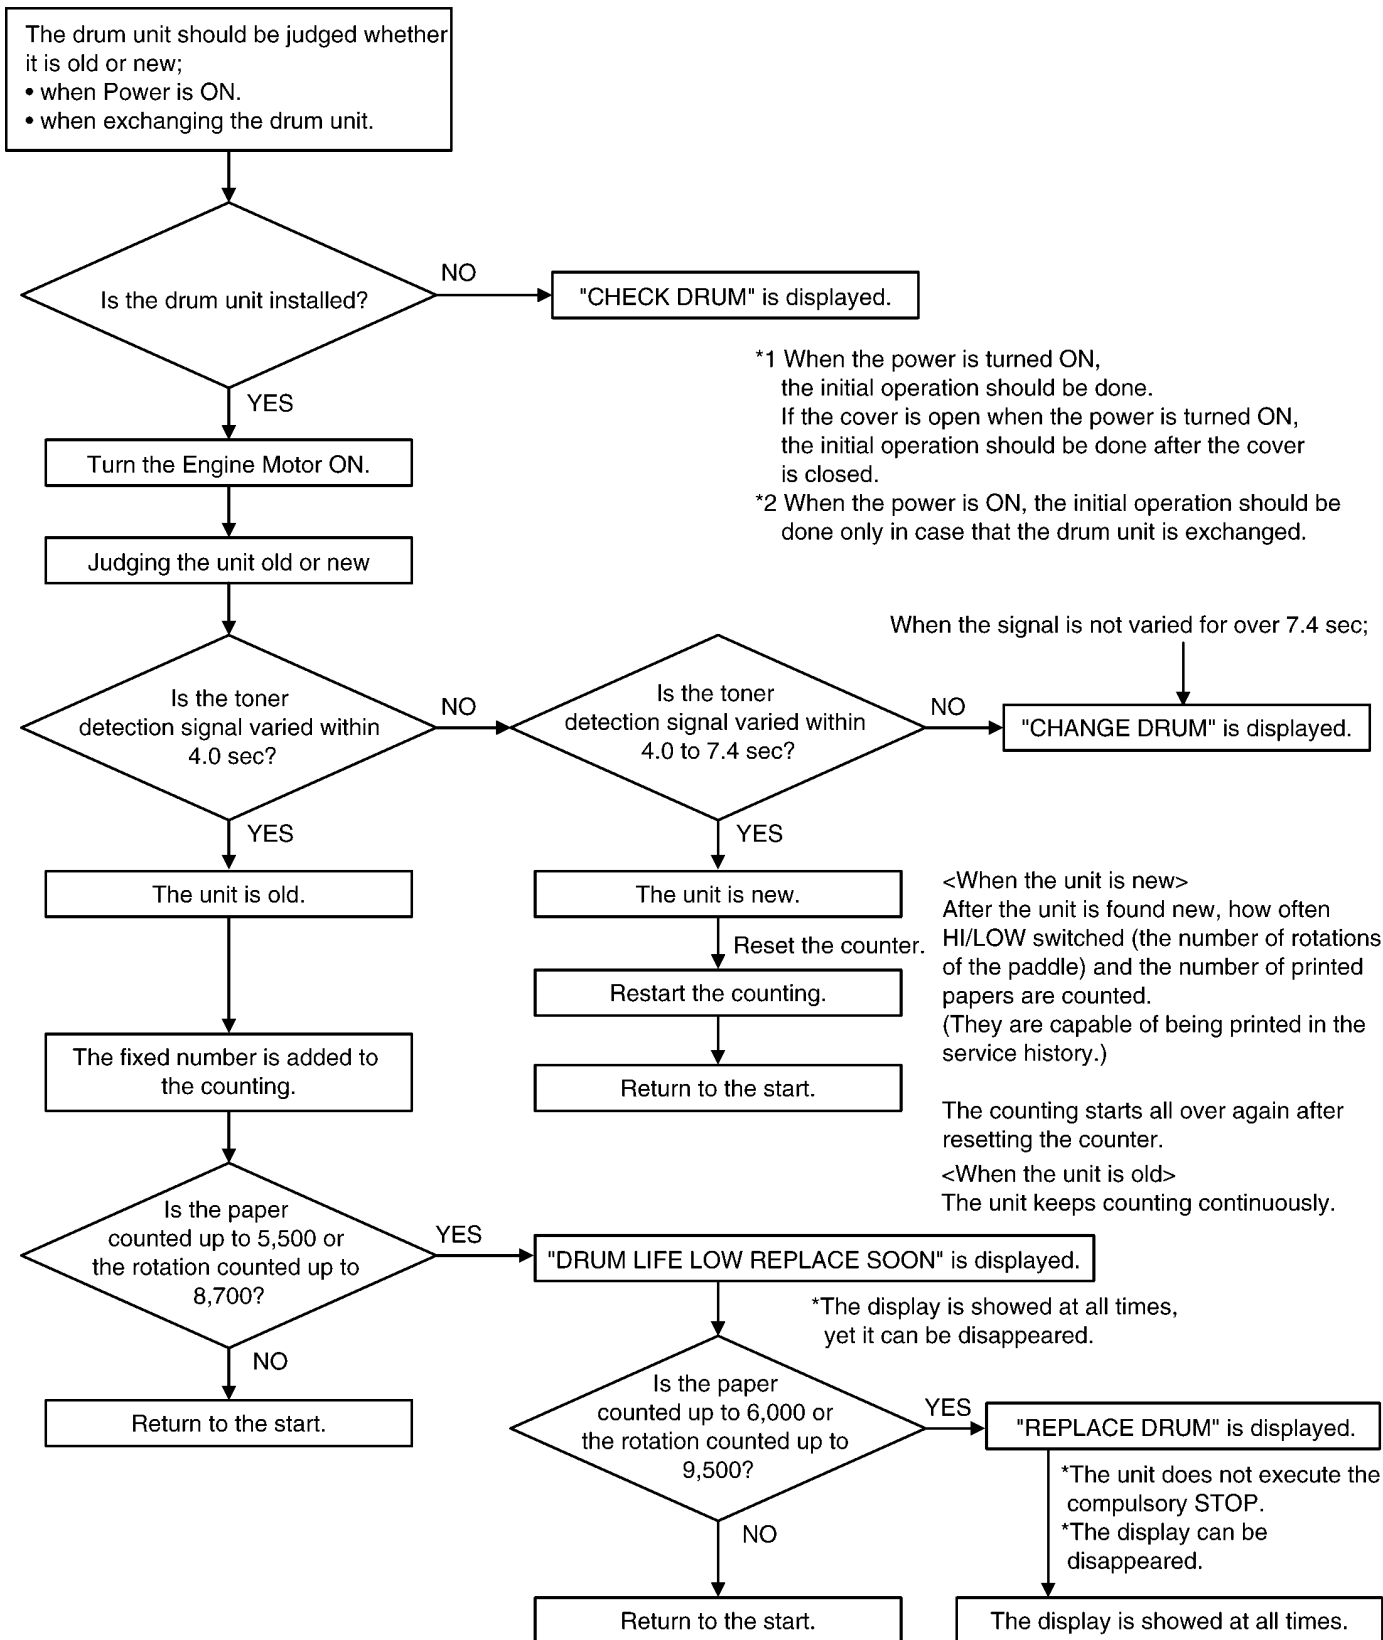 The drum unit should be judged whether
it is old or new;
• when Power is ON.
• when exchanging the drum unit.
Is the drum unit installed?
NO
"CHECK DRUM" is displayed.
YES
*1 When the power is turned ON,
the initial operation should be done.
If the cover is open when the power is turned ON,
the initial operation should be done after the cover
is closed.
*2 When the power is ON, the initial operation should be
done only in case that the drum unit is exchanged.
Turn the Engine Motor ON.
Judging the unit old or new
Is the toner
detection signal varied within
4.0 sec?
NO
Is the toner
detection signal varied within
4.0 to 7.4 sec?
NO
When the signal is not varied for over 7.4 sec;
"CHANGE DRUM" is displayed.
YES
YES
The unit is old.
The unit is new.
Reset the counter.
Restart the counting.
Return to the start.
<When the unit is new>
After the unit is found new, how often
HI/LOW switched (the number of rotations
of the paddle) and the number of printed
papers are counted.
(They are capable of being printed in the
service history.)
The counting starts all over again after
resetting the counter.
<When the unit is old>
The unit keeps counting continuously.
The fixed number is added to
the counting.
Is the paper
counted up to 5,500 or
the rotation counted up to
8,700?
YES
"DRUM LIFE LOW REPLACE SOON" is displayed.
*The display is showed at all times,
yet it can be disappeared.
NO
Return to the start.
Is the paper
counted up to 6,000 or
the rotation counted up to
9,500?
YES
"REPLACE DRUM" is displayed.
*The unit does not execute the
compulsory STOP.
*The display can be
disappeared.
NO
Return to the start.
The display is showed at all times.